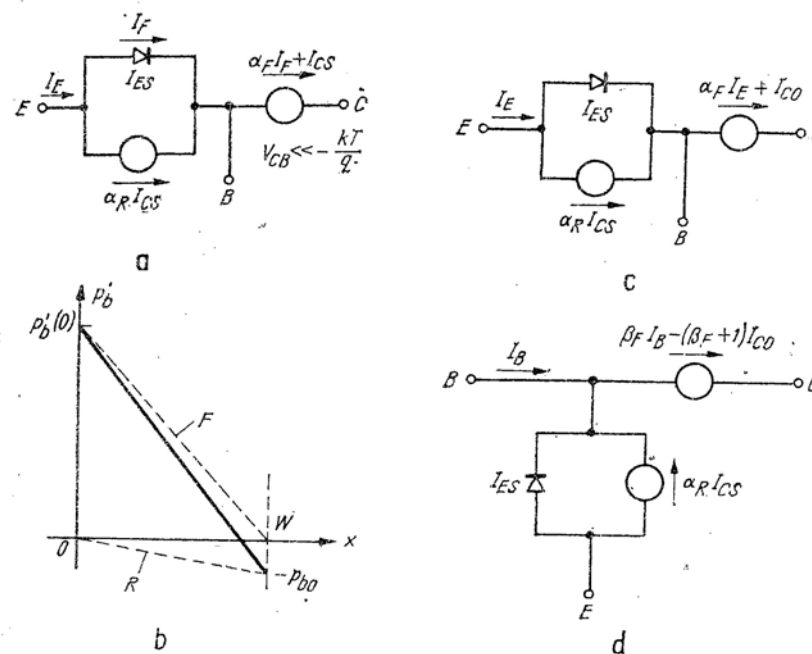 I_F
I_E
I_ES
E
α_F I_F + I_CS
C
V_CB << - kT/q
α_R I_CS
B
a
I_E
I_ES
α_F I_E + I_CO
E
α_R I_CS
B
c
p'_b
p'_b(0)
F
W
0
x
R
-p_bo
b
β_F I_B - (β_F + 1) I_CO
I_B
B
I_ES
α_R I_CS
E
d